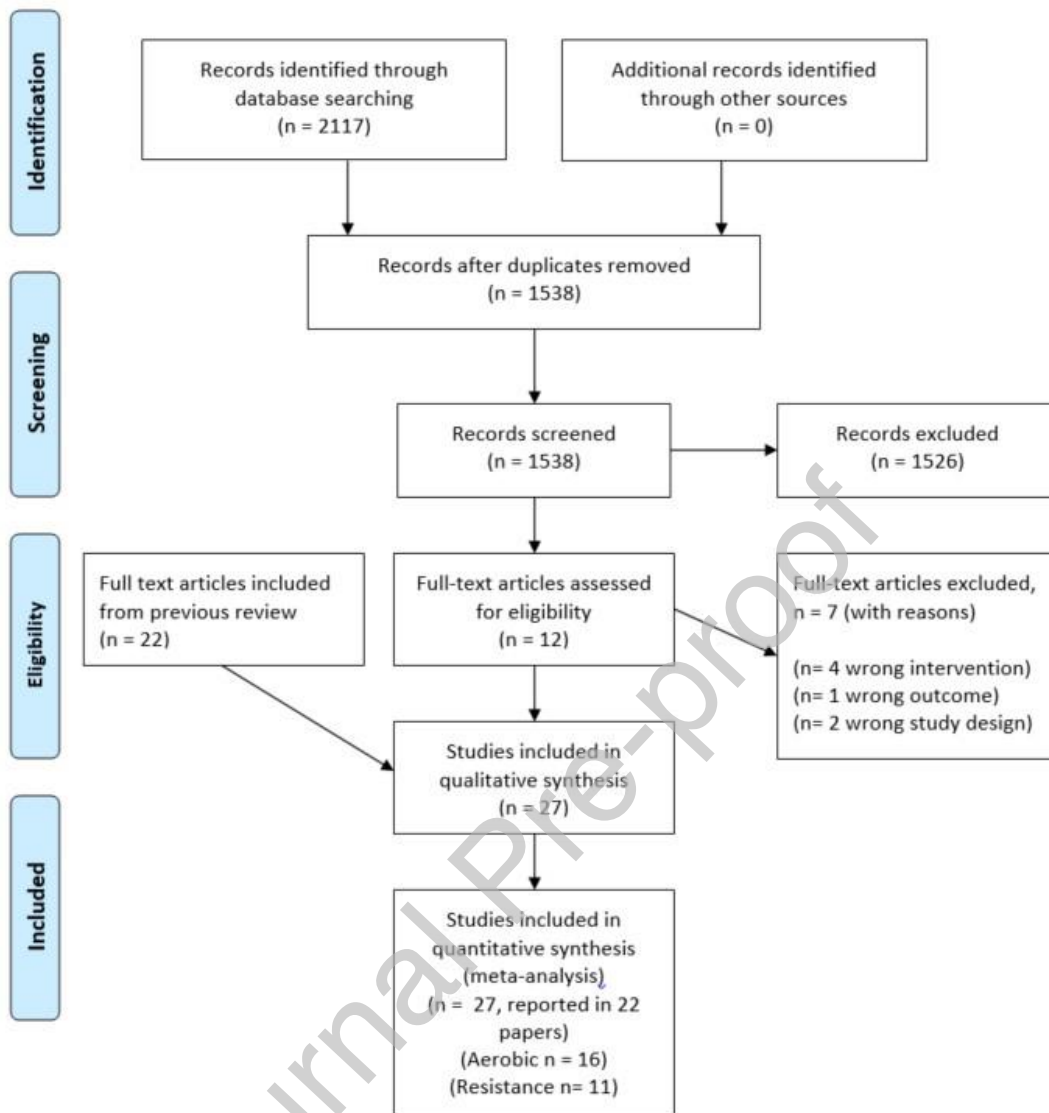 Identification
Records identified through
database searching
(n = 2117)
Additional records identified
through other sources
(n = 0)
Records after duplicates removed
(n = 1538)
Screening
Records screened
(n = 1538)
Records excluded
(n = 1526)
Eligibility
Full text articles included
from previous review
(n = 22)
Full-text articles assessed
for eligibility
(n = 12)
Full-text articles excluded,
n = 7 (with reasons)
(n= 4 wrong intervention)
(n= 1 wrong outcome)
(n= 2 wrong study design)
Studies included in
qualitative synthesis
(n = 27)
Included
Studies included in
quantitative synthesis
(meta-analysis)
(n = 27, reported in 22
papers)
(Aerobic n = 16)
(Resistance n= 11)
Pre-proof